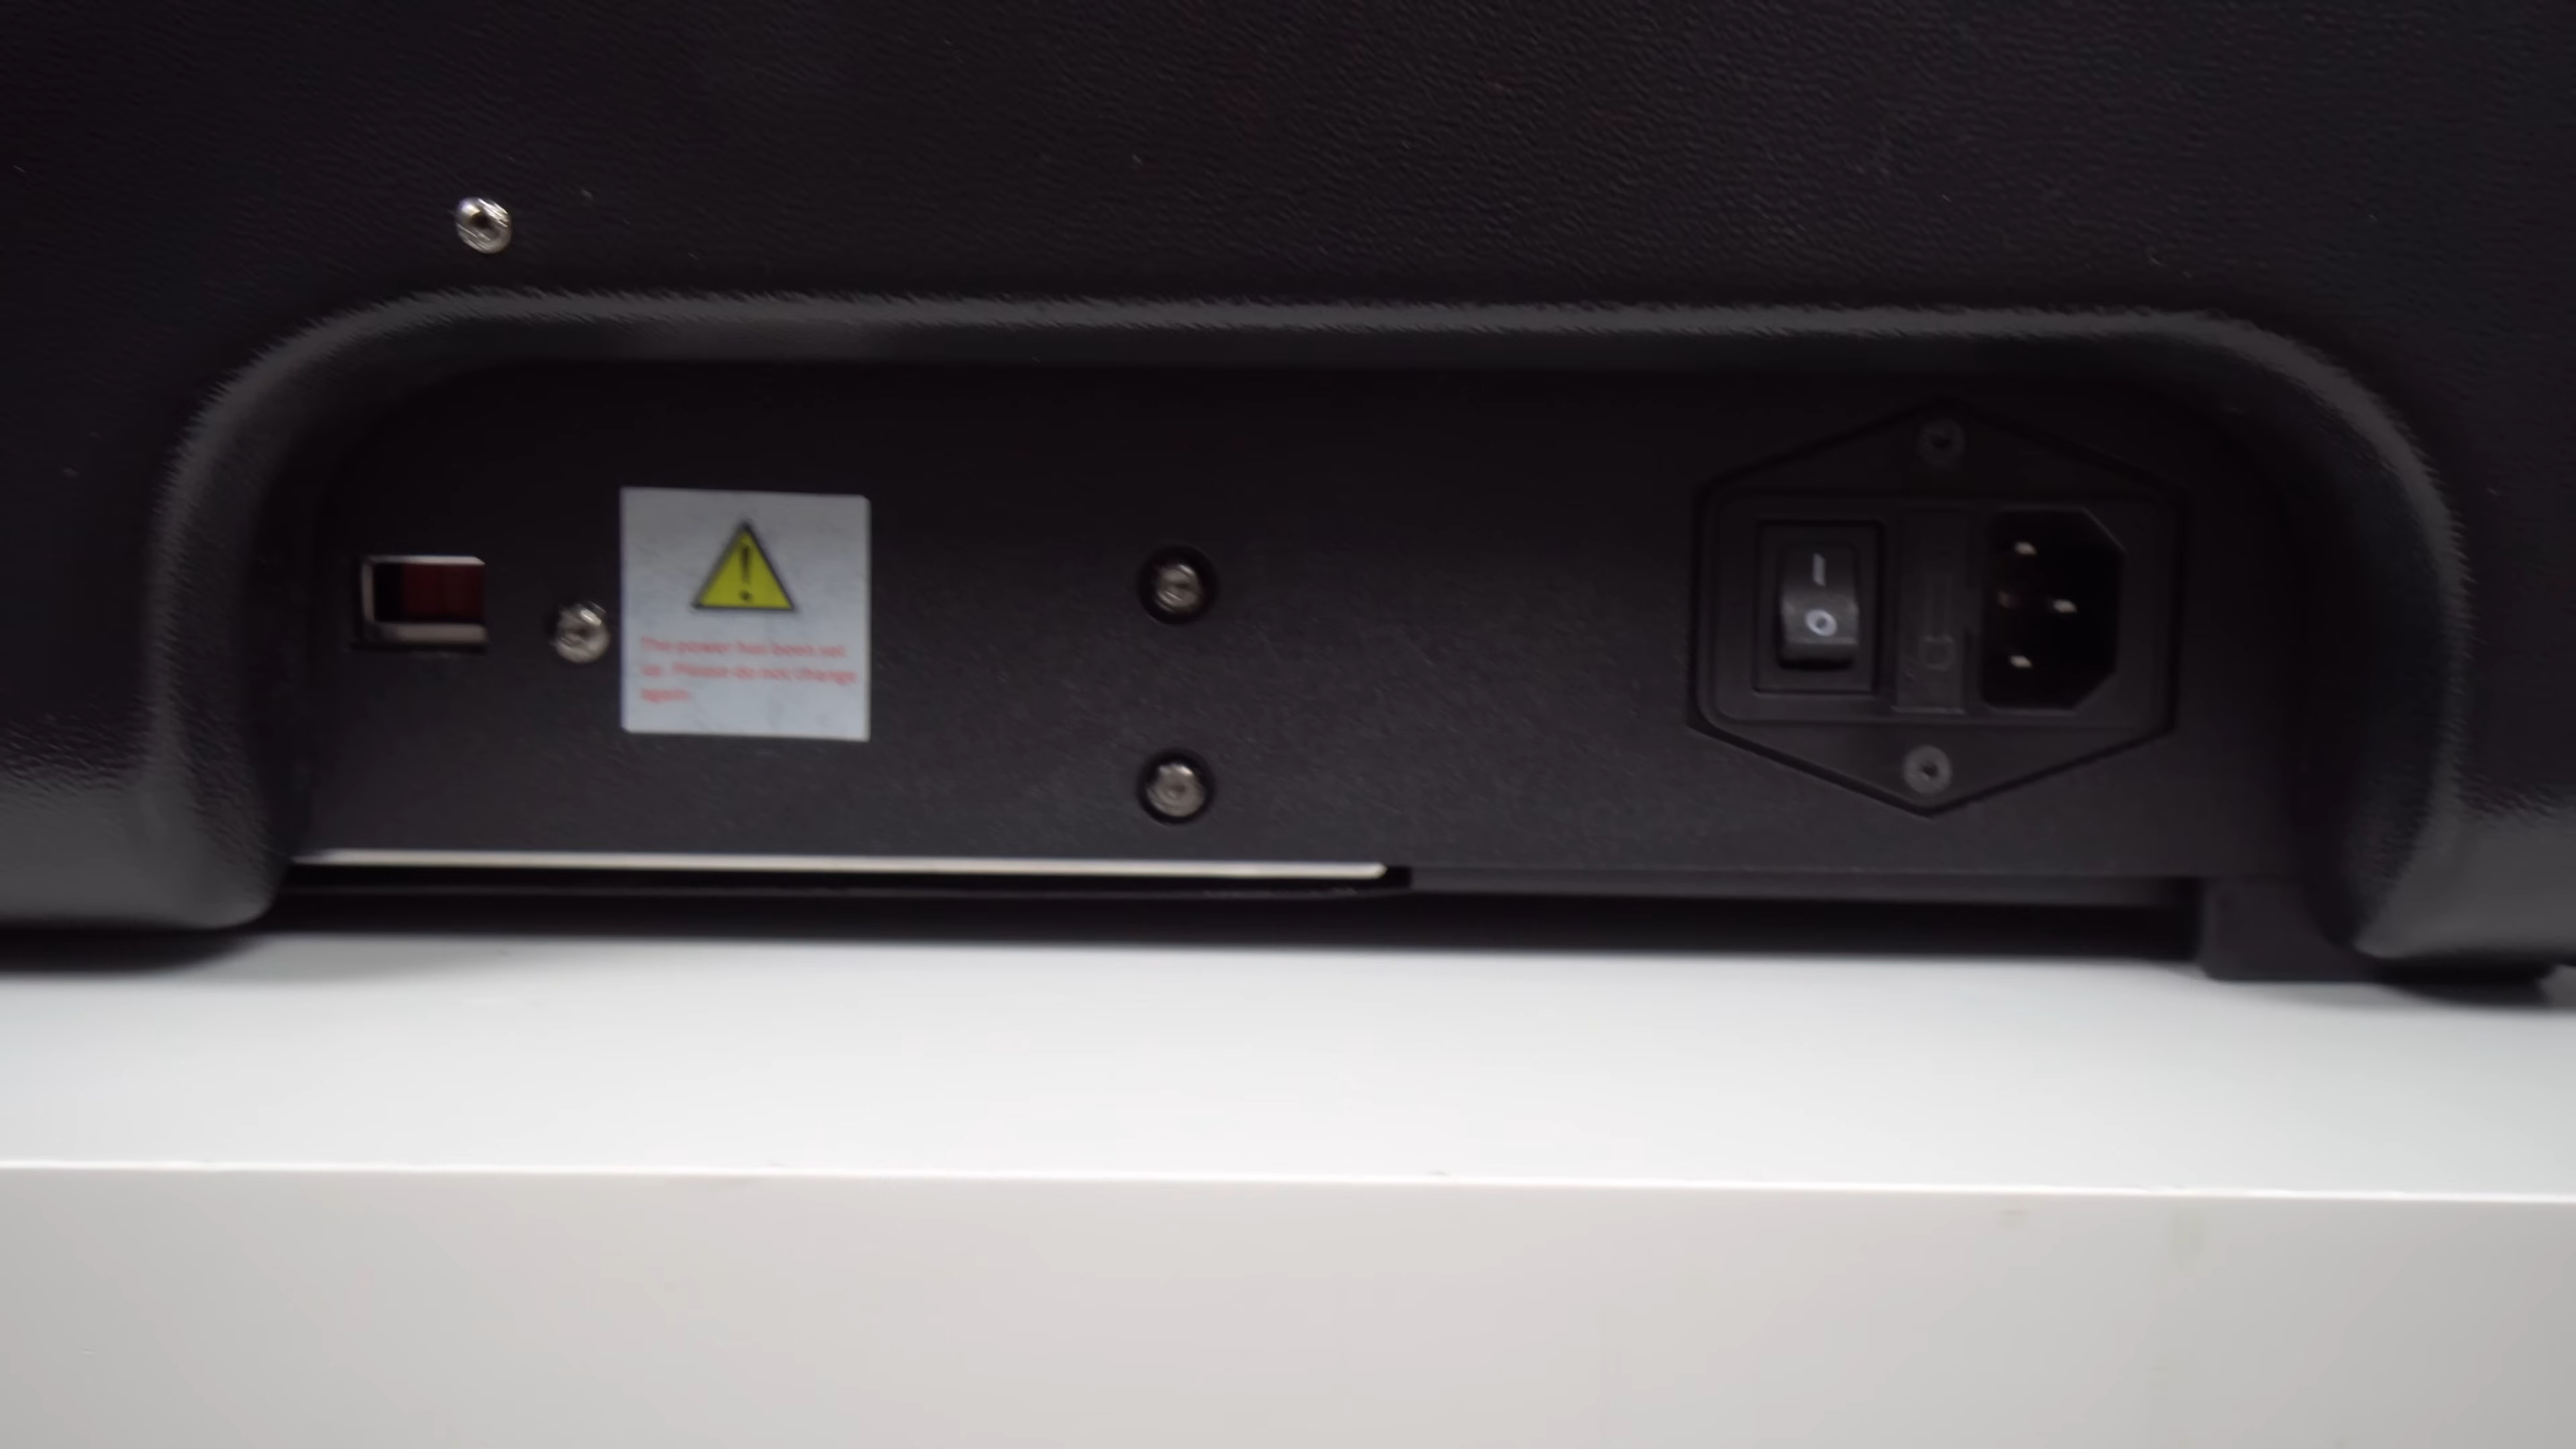 The power has been set
up. Please do not change
again.
I
O